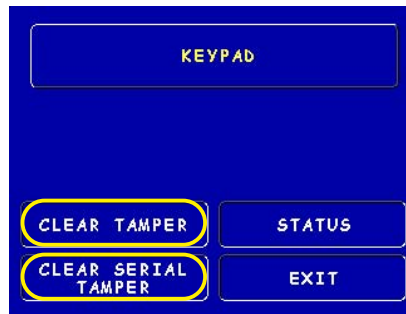 KEYPAD
CLEAR TAMPER
STATUS
CLEAR SERIAL
TAMPER
EXIT